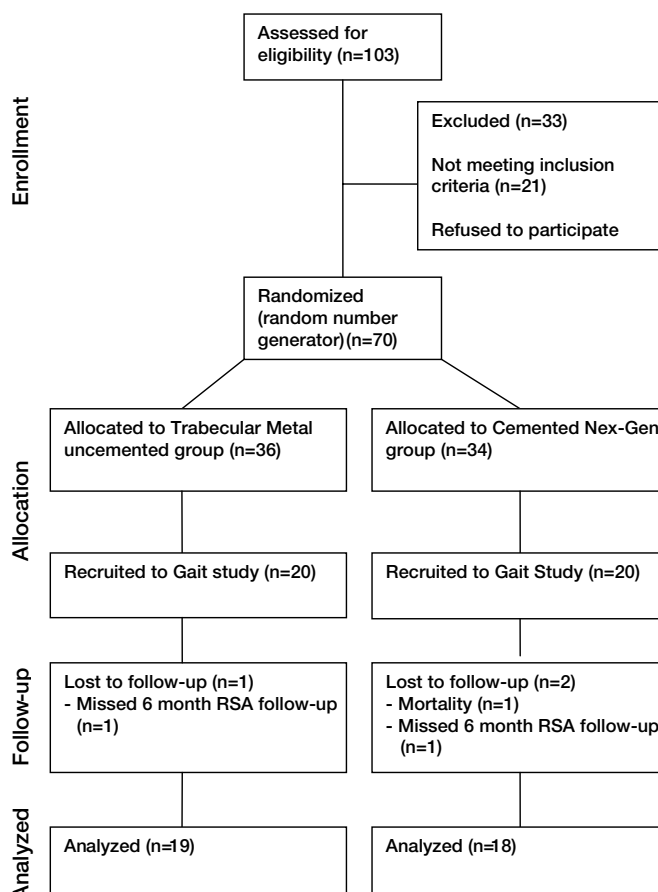 Assessed for
eligibility (n=103)
Enrollment
Excluded (n=33)
Not meeting inclusion
criteria (n=21)
Refused to participate
Randomized
(random number
generator)(n=70)
Allocation
Allocated to Trabecular Metal
uncemented group (n=36)
Allocated to Cemented Nex-Gen
group (n=34)
Recruited to Gait study (n=20)
Recruited to Gait Study (n=20)
Follow-up
Lost to follow-up (n=1)
- Missed 6 month RSA follow-up
(n=1)
Lost to follow-up (n=2)
- Mortality (n=1)
- Missed 6 month RSA follow-up
(n=1)
Analyzed
Analyzed (n=19)
Analyzed (n=18)